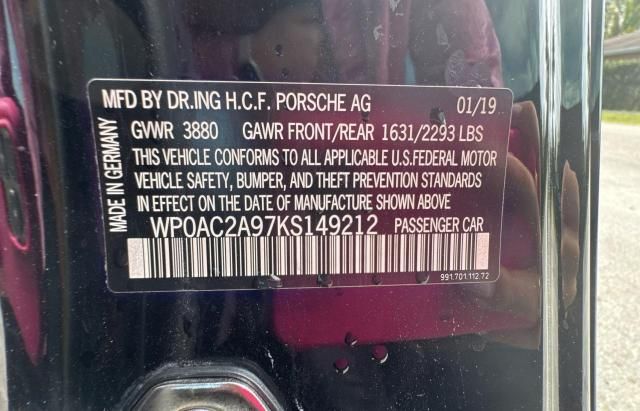 MFD BY DR.ING H.C.F. PORSCHE AG 01/19
GVWR 3880 GAWR FRONT/REAR 1631/2293 LBS
THIS VEHICLE CONFORMS TO ALL APPLICABLE U.S.FEDERAL MOTOR
VEHICLE SAFETY, BUMPER, AND THEFT PREVENTION STANDARDS
IN EFFECT ON THE DATE OF MANUFACTURE SHOWN ABOVE
WP0AC2A97KS149212 PASSENGER CAR
991.701.112.72
MADE IN GERMANY